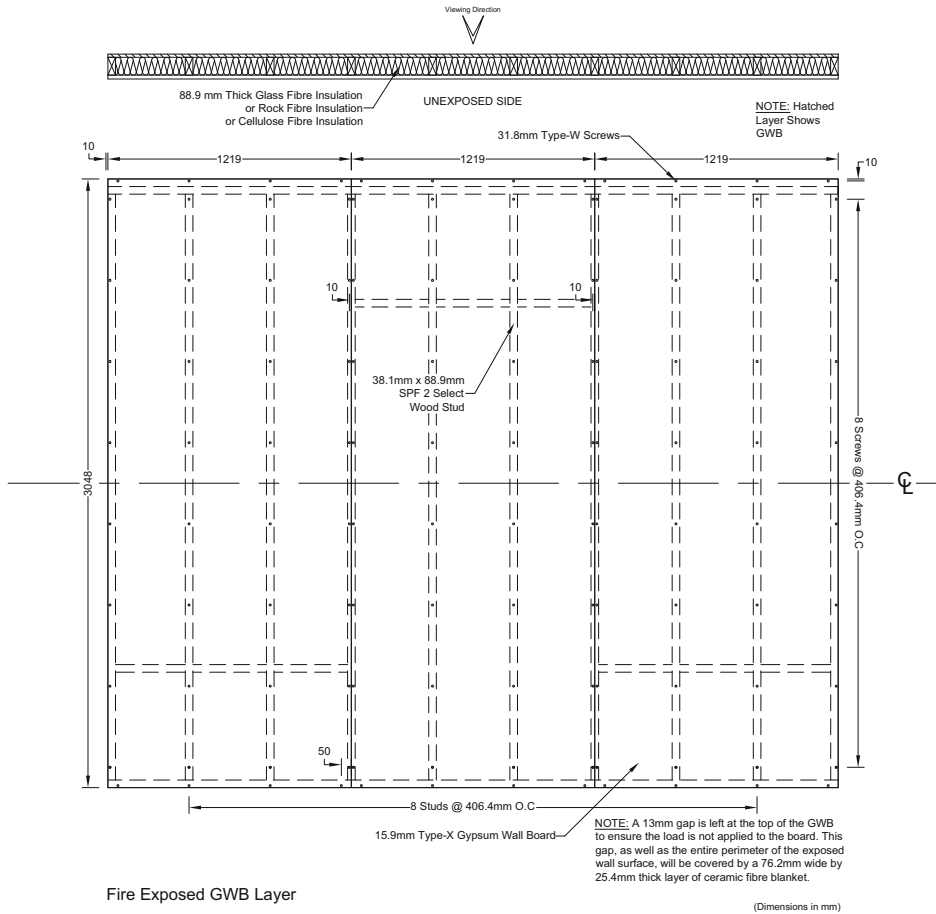 Viewing Direction
88.9 mm Thick Glass Fibre Insulation
or Rock Fibre Insulation
or Cellulose Fibre Insulation
UNEXPOSED SIDE
NOTE: Hatched
Layer Shows
GWB
31.8mm Type-W Screws
10
1219
1219
1219
10
10
10
38.1mm x 88.9mm
SPF 2 Select
Wood Stud
3048
8 Screws @ 406.4mm O.C
CL
50
8 Studs @ 406.4mm O.C
15.9mm Type-X Gypsum Wall Board
NOTE: A 13mm gap is left at the top of the GWB
to ensure the load is not applied to the board. This
gap, as well as the entire perimeter of the exposed
wall surface, will be covered by a 76.2mm wide by
25.4mm thick layer of ceramic fibre blanket.
Fire Exposed GWB Layer
(Dimensions in mm)